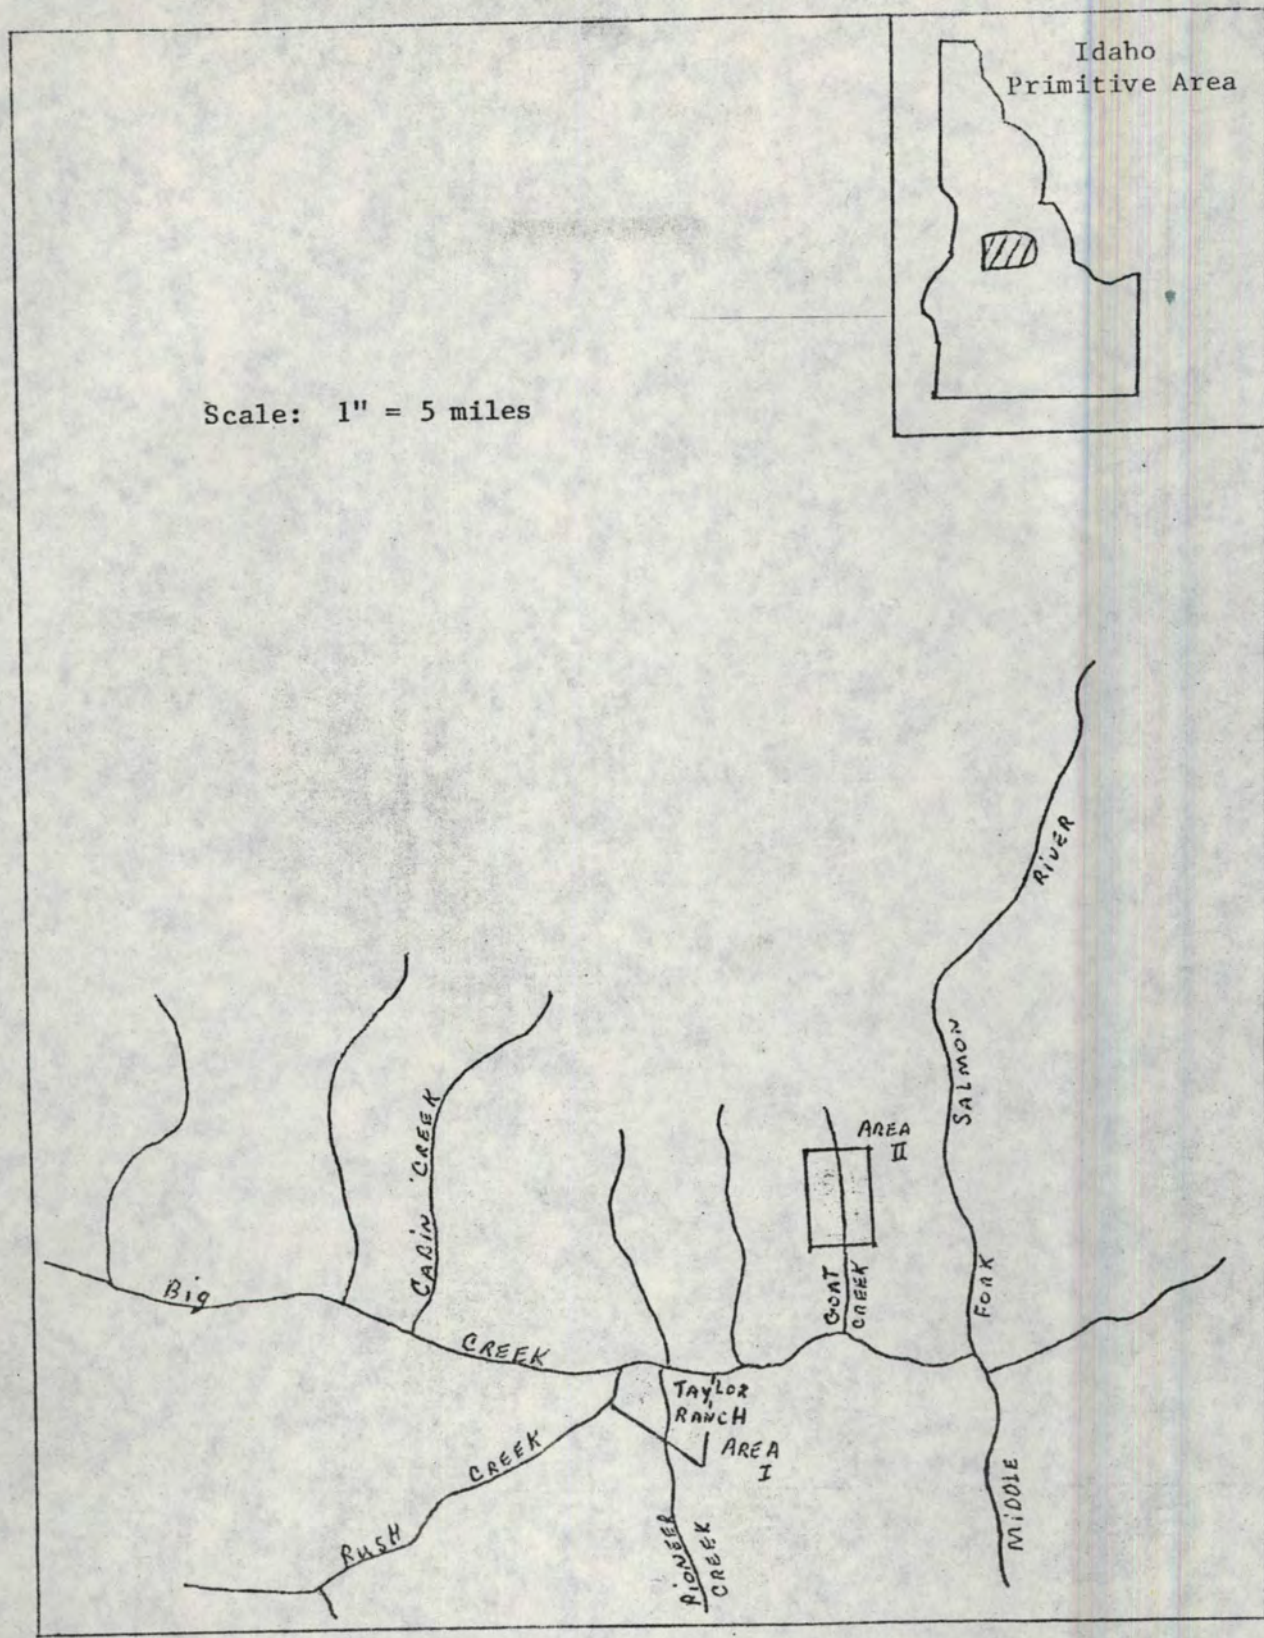 Idaho
Primitive Area
Scale: 1" = 5 miles
RiVER
SALMON
FORK
MiDDLE
AREA
II
GOAT
CREEK
CABiN CREEK
Big
CREEK
TAYLOR
RANCH
AREA
I
RUSH
CREEK
PiONEER
CREEK